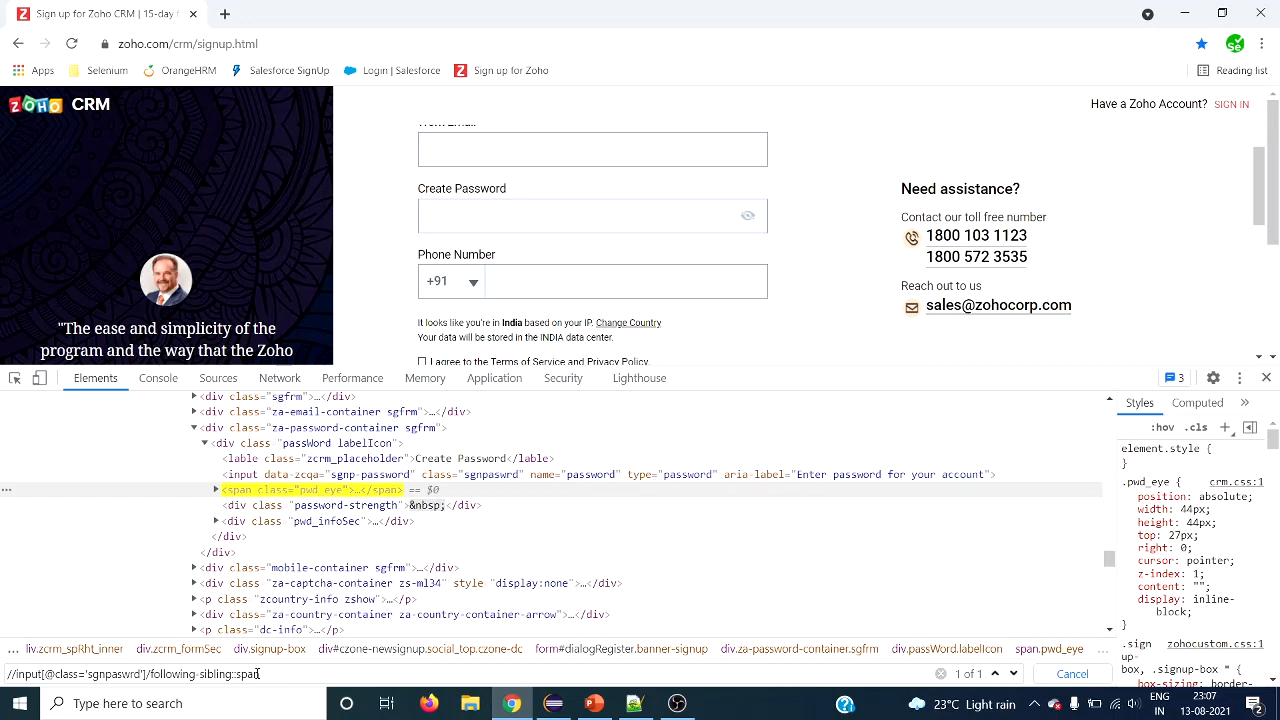 Sign up for Zoho CRM | 15-day f
zoho.com/crm/signup.html
Apps
Selenium
OrangeHRM
Salesforce SignUp
Login | Salesforce
Sign up for Zoho
Reading list
ZOHO CRM
Have a Zoho Account? SIGN IN
Create Password
Phone Number
+91
It looks like you're in India based on your IP. Change Country
Your data will be stored in the INDIA data center.
I agree to the Terms of Service and Privacy Policy.
Need assistance?
Contact our toll free number
1800 103 1123
1800 572 3535
Reach out to us
sales@zohocorp.com
"The ease and simplicity of the
program and the way that the Zoho
Elements Console Sources Network Performance Memory Application Security Lighthouse
3
<div class="sgfrm">…</div>
<div class="za-email-container sgfrm">…</div>
<div class="za-password-container sgfrm">
<div class "passWord labelIcon">
<lable class="zcrm_placeholder">Create Password</lable>
<input data-zcqa="sgnp-password" class="sgnpaswrd" name="password" type="password" aria-label="Enter password for your account">
<span class="pwd_eye">…</span> == $0
<div class "password-strength">&nbsp;</div>
<div class "pwd_infoSec">…</div>
</div>
</div>
<div class "mobile-container sgfrm">…</div>
<div class "za-captcha-container zs-ml34" style "display:none">…</div>
<p class "zcountry-info zshow">…</p>
<div class="za-country-container za-country-container-arrow">…</div>
<p class="dc-info">…</p>
… liv.zcrm_spRht_inner div.zcrm_formSec div.signup-box div#czone-newsignup.social_top.czone-dc form#dialogRegister.banner-signup div.za-password-container.sgfrm div.passWord.labelIcon span.pwd_eye …
//input[@class='sgnpaswrd']/following-sibling::span
1 of 1
Cancel
Styles Computed
:hov .cls
element.style {
}
.pwd_eye { crm.css:1
position: absolute;
width: 44px;
height: 44px;
top: 27px;
right: 0;
cursor: pointer;
z-index: 1;
content: "";
display: inline-
block;
}
.sign zohocustom.css:1
up-
box, .signup-box * {
box-sizing: border-
Type here to search
23°C Light rain
ENG
IN
23:07
13-08-2021
2